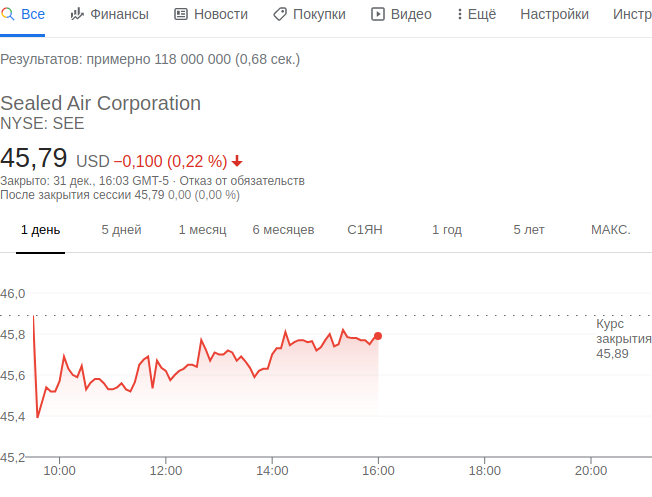 Все Финансы Новости Покупки Видео Ещё Настройки Инстр
Результатов: примерно 118 000 000 (0,68 сек.)
Sealed Air Corporation
NYSE: SEE
45,79 USD −0,100 (0,22 %)
Закрыто: 31 дек., 16:03 GMT-5 · Отказ от обязательств
После закрытия сессии 45,79 0,00 (0,00 %)
1 день 5 дней 1 месяц 6 месяцев С1ЯН 1 год 5 лет МАКС.
46,0
45,8
45,6
45,4
45,2
Курс
закрытия
45,89
10:00 12:00 14:00 16:00 18:00 20:00